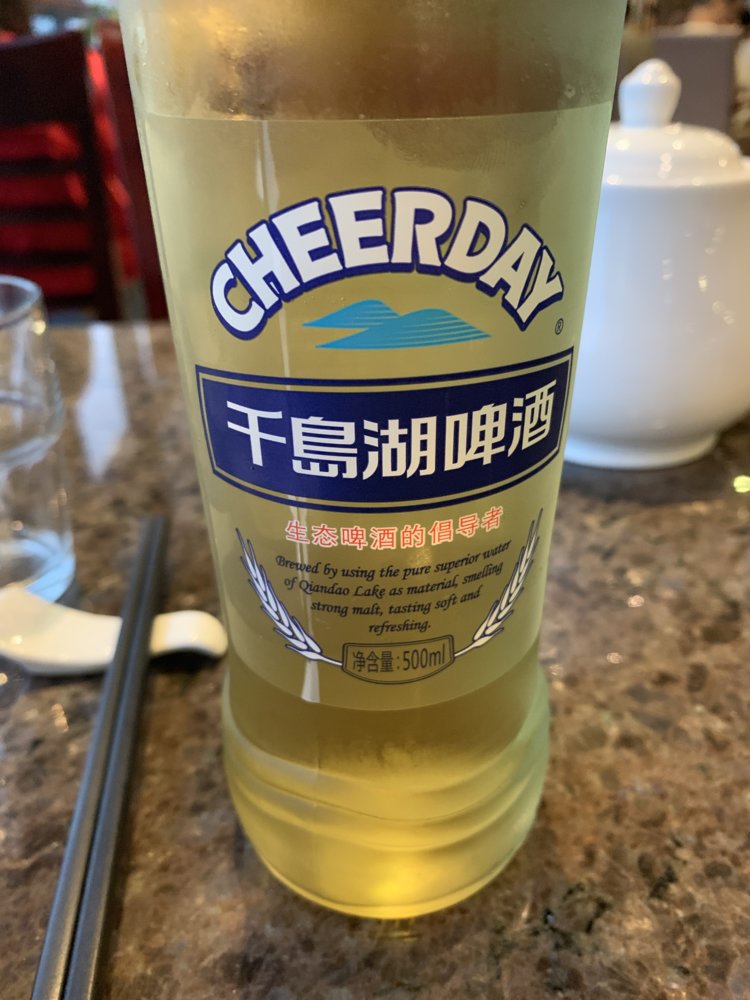 CHEERDAY
®
千島湖啤酒
生态啤酒的倡导者
Brewed by using the pure superior water
of Qiandao Lake as material, smelling
strong malt, tasting soft and
refreshing.
净含量:500ml